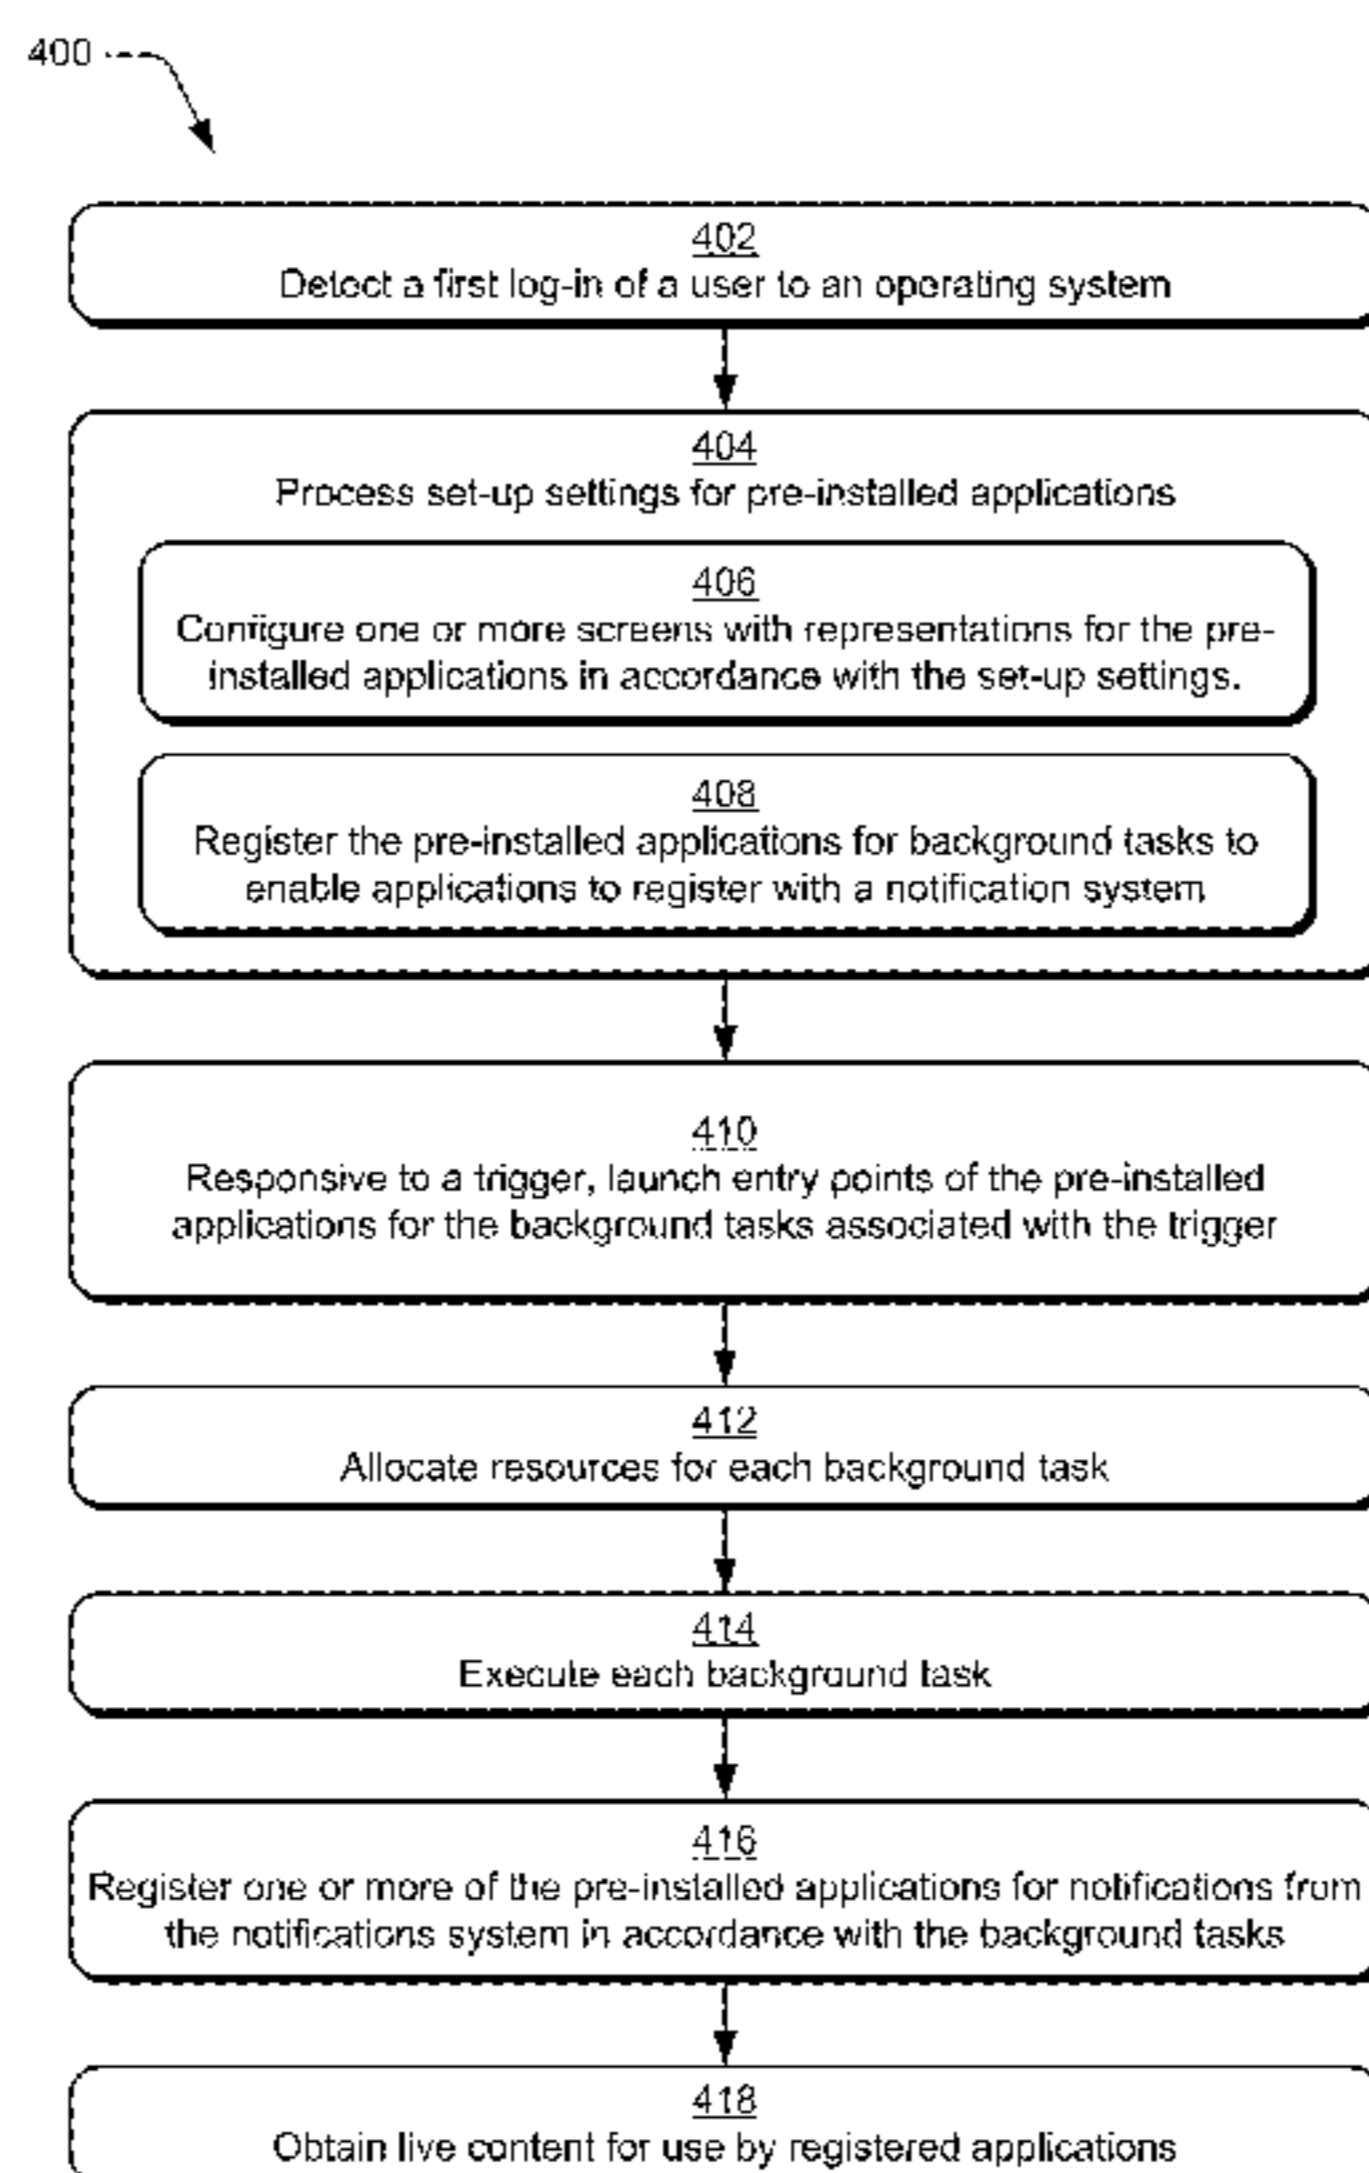 400
402
Detect a first log-in of a user to an operating system
404
Process set-up settings for pre-installed applications
406
Configure one or more screens with representations for the pre-
installed applications in accordance with the set-up settings.
408
Register the pre-installed applications for background tasks to
enable applications to register with a notification system
410
Responsive to a trigger, launch entry points of the pre-installed
applications for the background tasks associated with the trigger
412
Allocate resources for each background task
414
Execute each background task
416
Register one or more of the pre-installed applications for notifications from
the notifications system in accordance with the background tasks
418
Obtain live content for use by registered applications